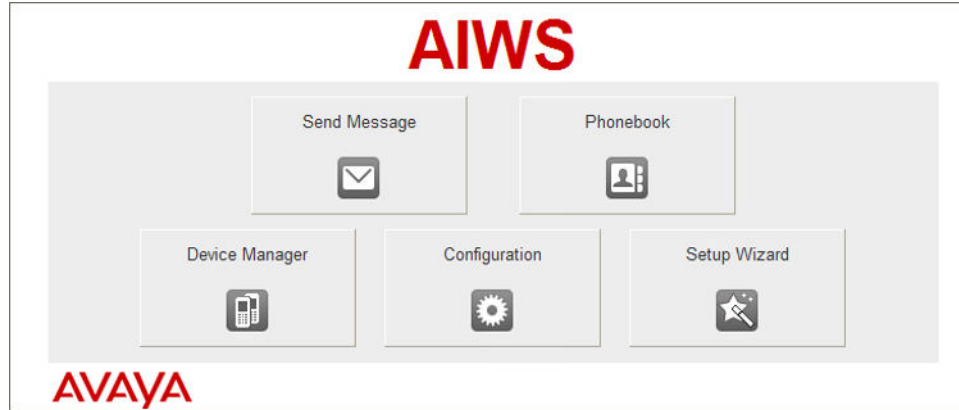 AIWS
Send Message
Phonebook
Device Manager
Configuration
Setup Wizard
AVAYA